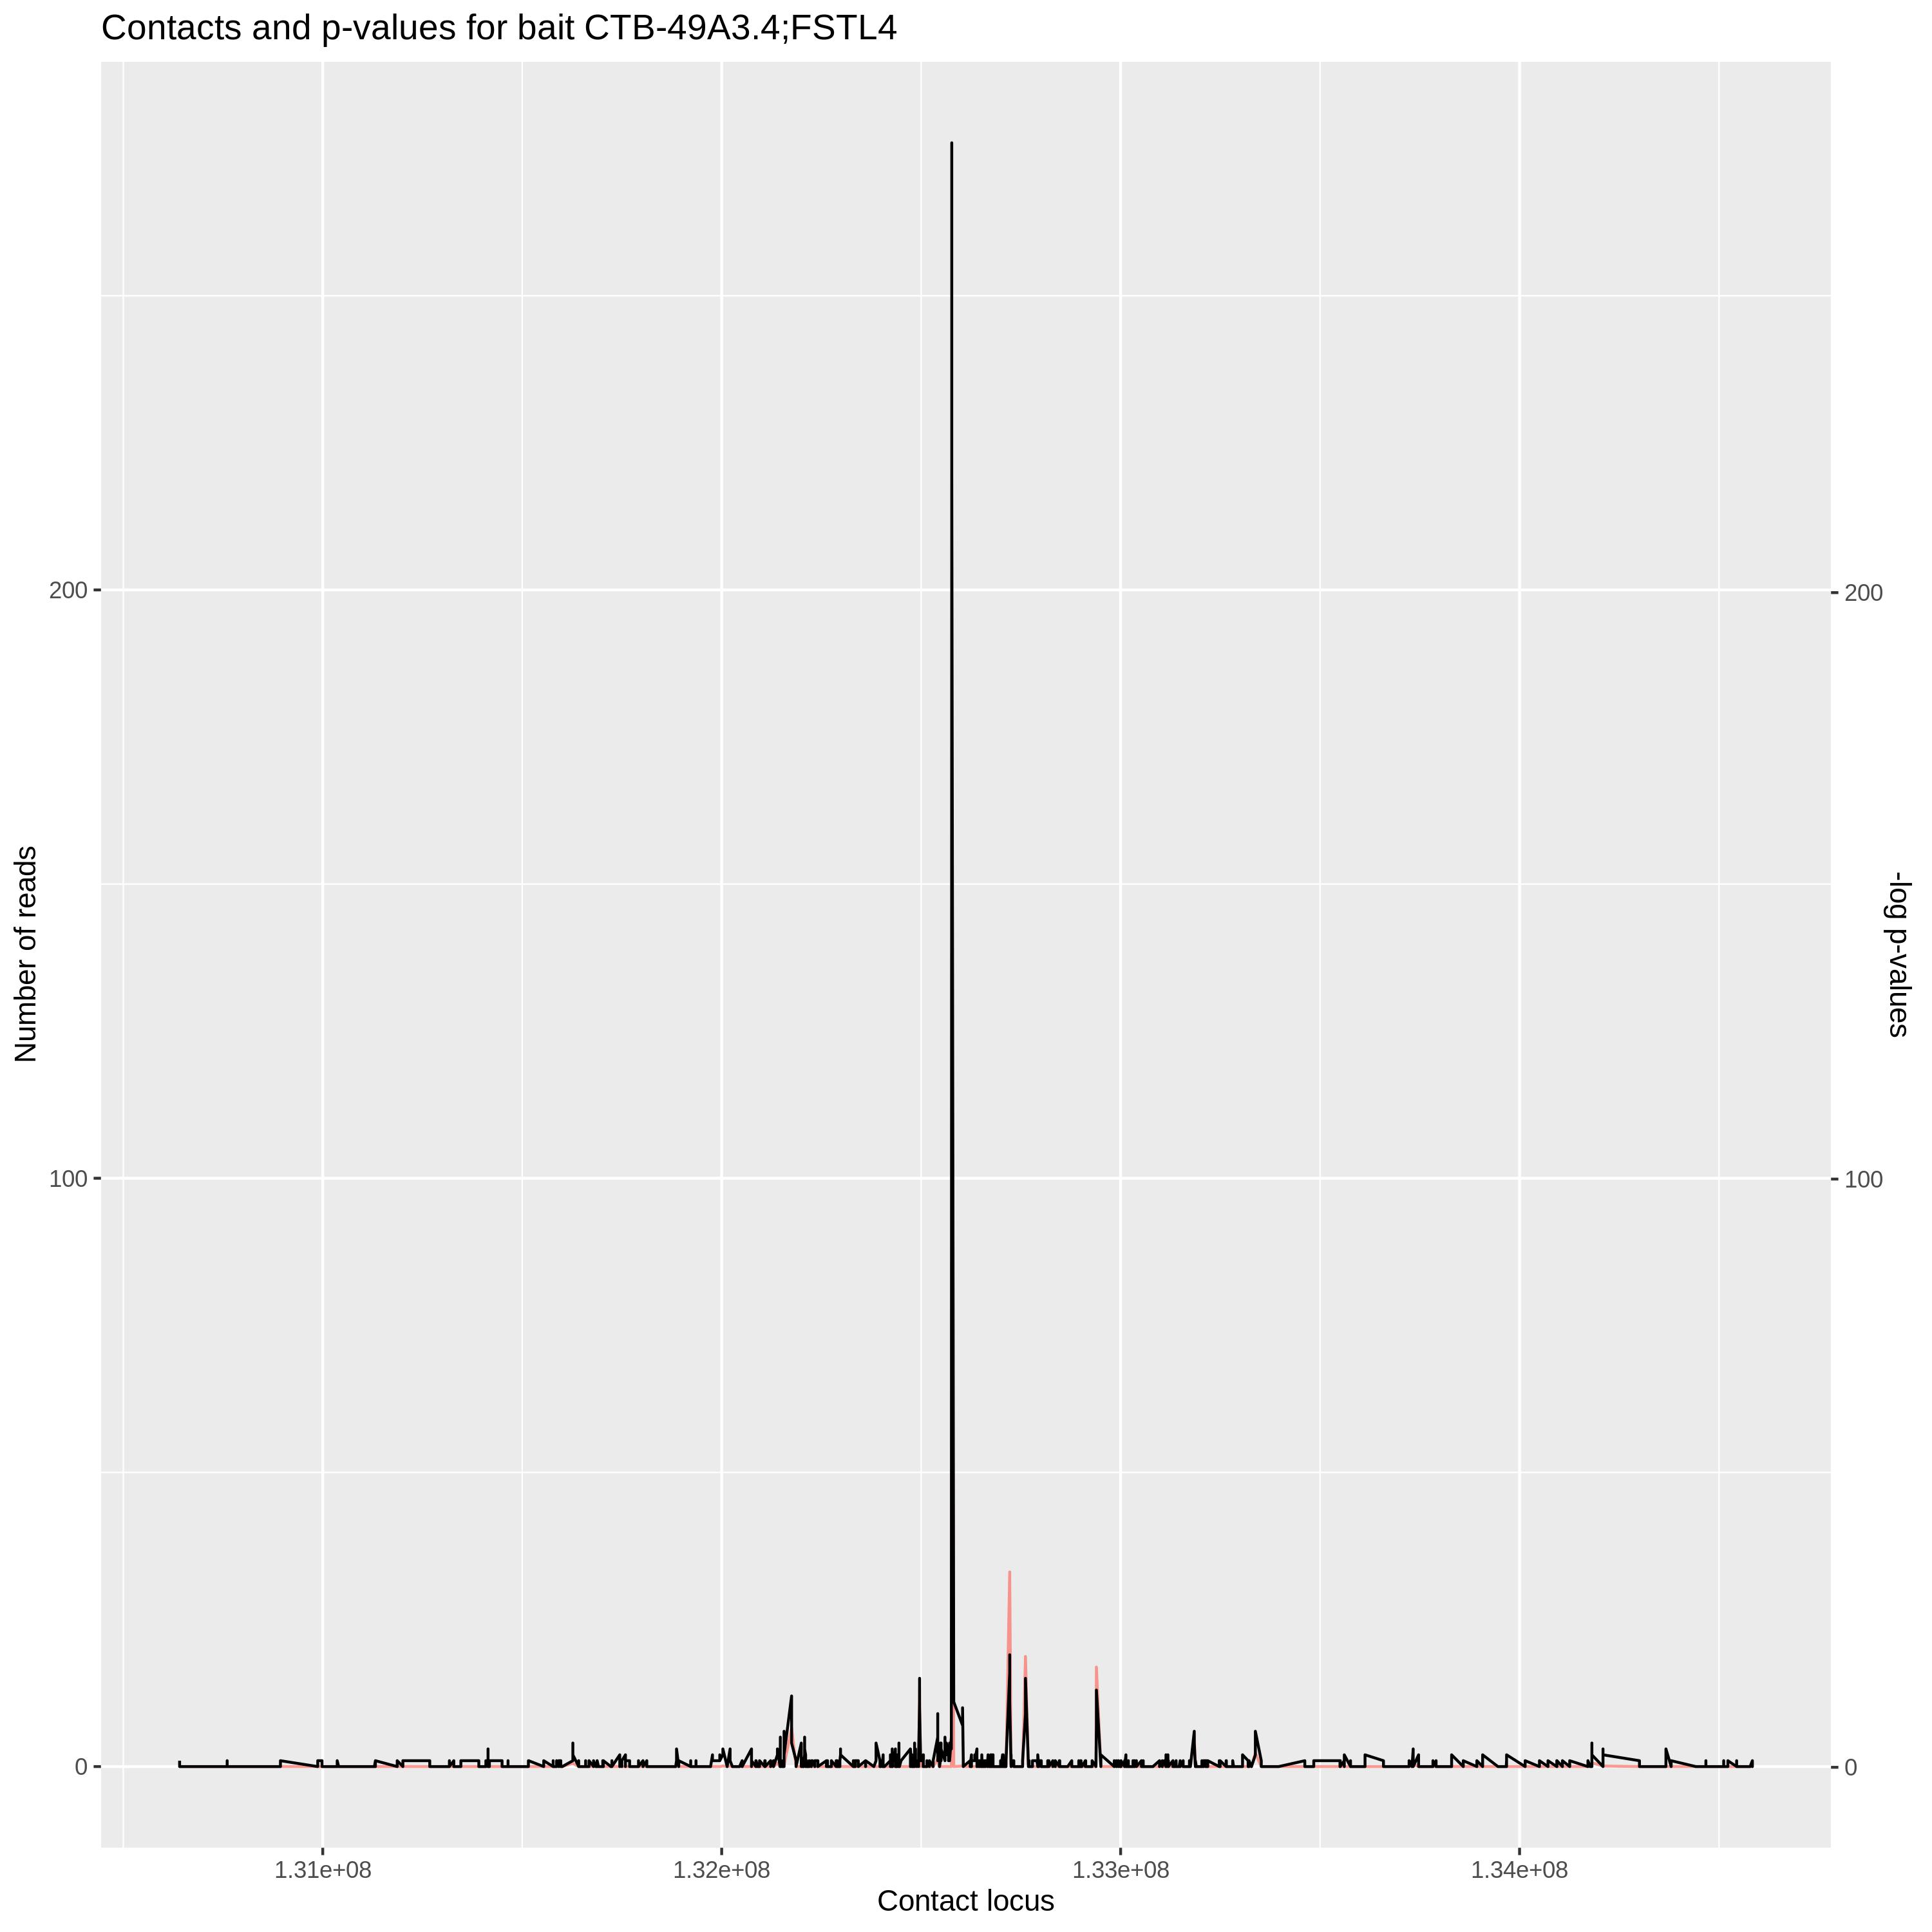 Contacts and p-values for bait CTB-49A3.4;FSTL4
Number of reads
200
100
0
200
100
0
-log p-values
1.31e+08
1.32e+08
1.33e+08
1.34e+08
Contact locus